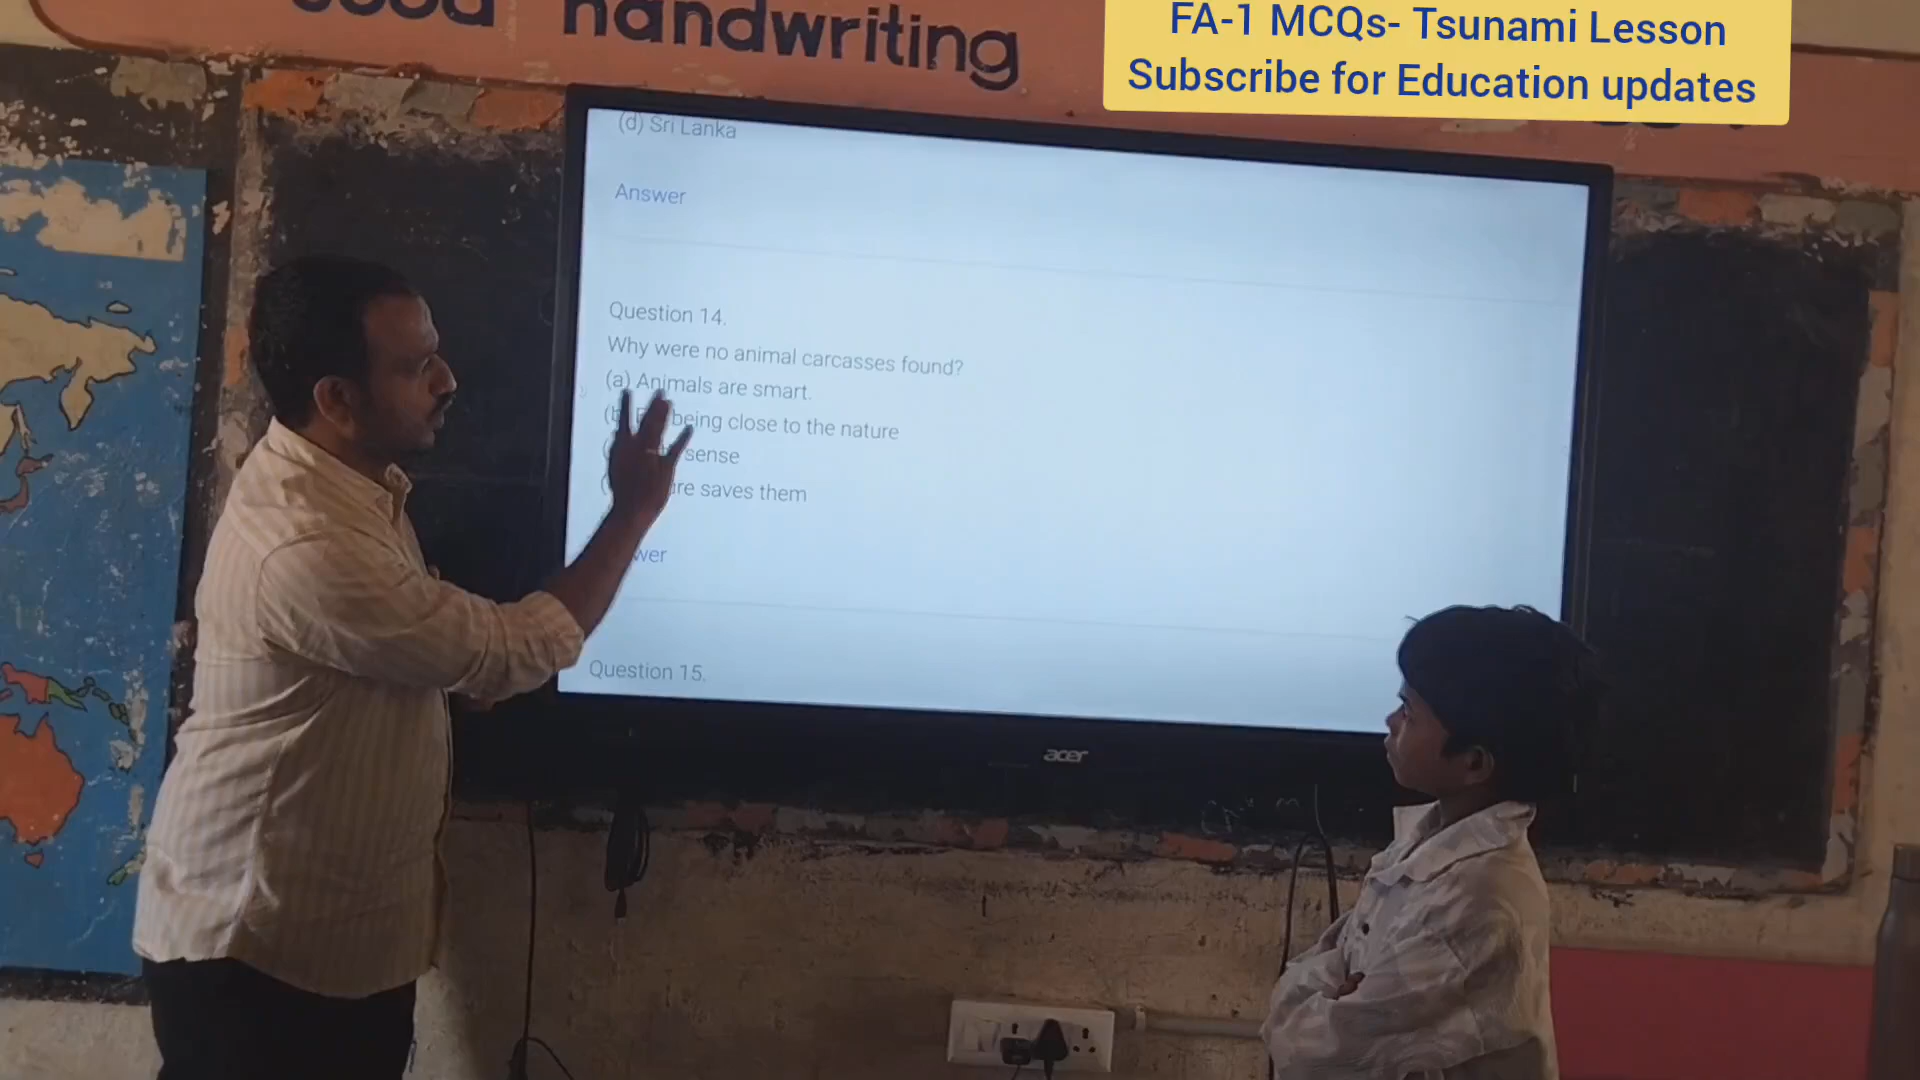 handwriting
FA-1 MCQs- Tsunami Lesson
Subscribe for Education updates
(d) Sri Lanka
Answer
Question 14.
Why were no animal carcasses found?
(a) Animals are smart.
being close to the nature
sense
saves them
Question 15.
acer